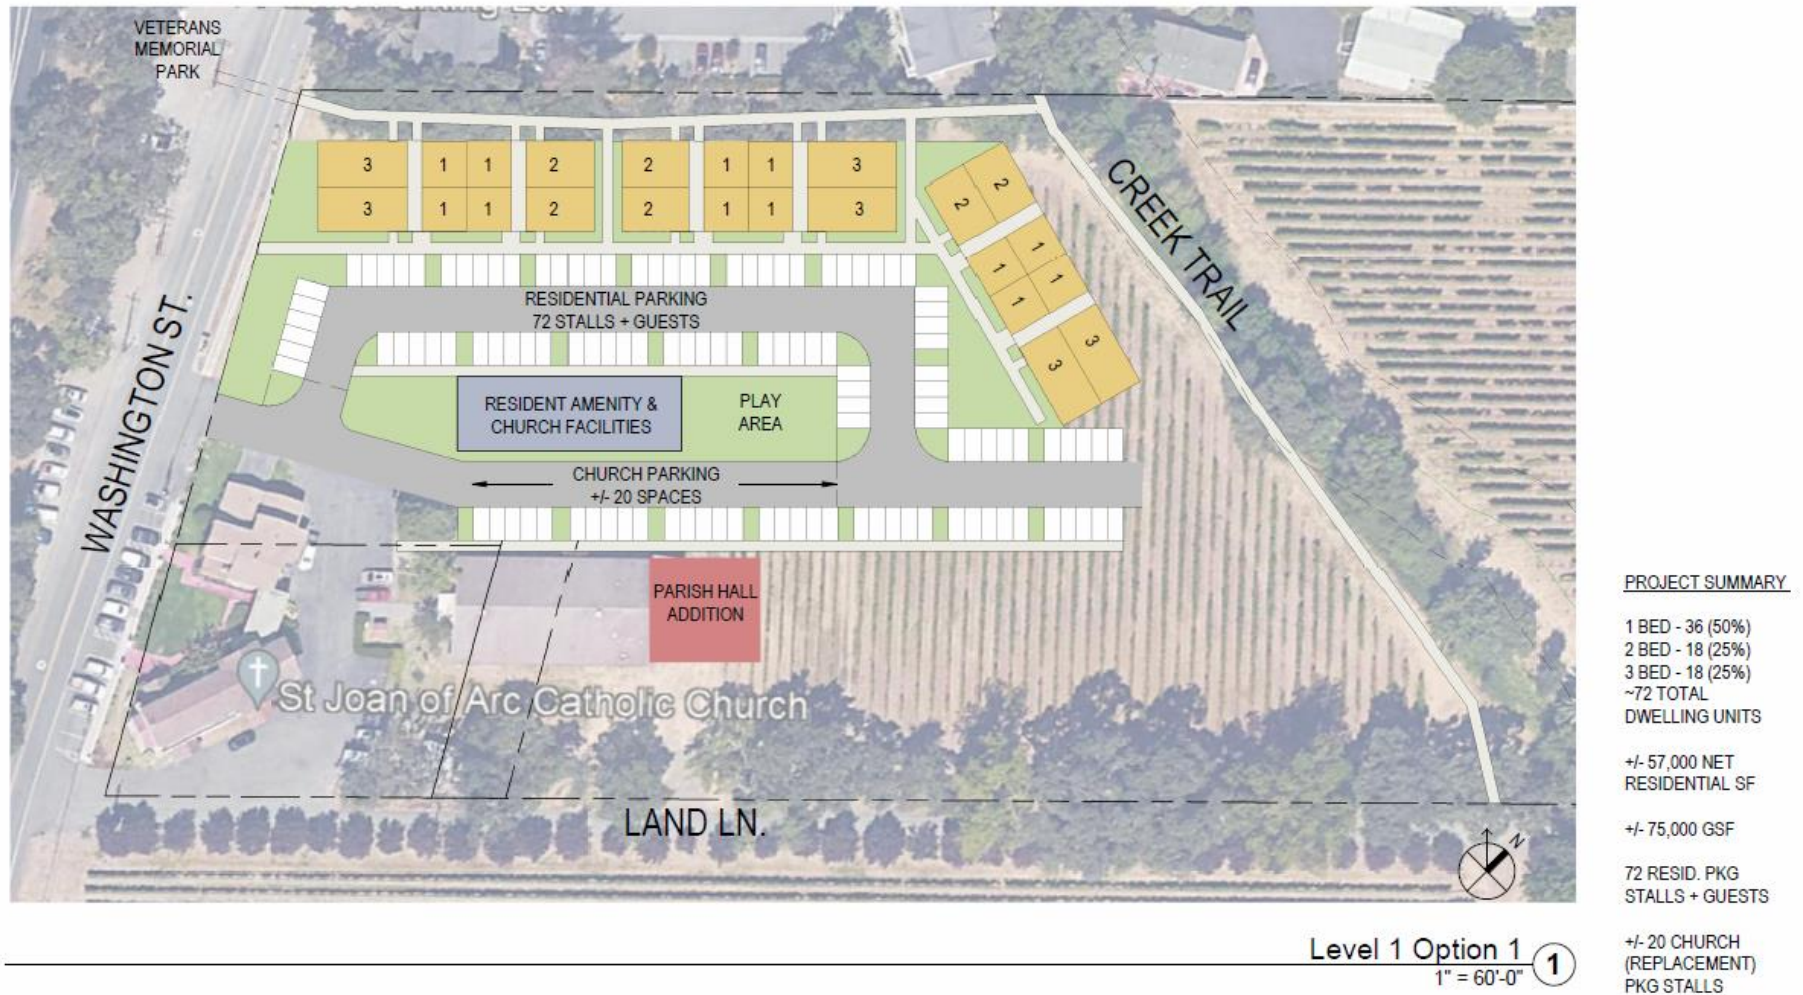 VETERANS
MEMORIAL
PARK
3 1 1 2 2 1 1 3
3 1 1 2 2 1 1 3
2 2
1 1
1 1
3 3
CREEK TRAIL
RESIDENTIAL PARKING
72 STALLS + GUESTS
WASHINGTON ST.
RESIDENT AMENITY &
CHURCH FACILITIES
PLAY
AREA
CHURCH PARKING
+/- 20 SPACES
PARISH HALL
ADDITION
St Joan of Arc Catholic Church
LAND LN.
N
PROJECT SUMMARY
1 BED - 36 (50%)
2 BED - 18 (25%)
3 BED - 18 (25%)
~72 TOTAL
DWELLING UNITS
+/- 57,000 NET
RESIDENTIAL SF
+/- 75,000 GSF
72 RESID. PKG
STALLS + GUESTS
+/- 20 CHURCH
(REPLACEMENT)
PKG STALLS
Level 1 Option 1
1" = 60'-0"
1